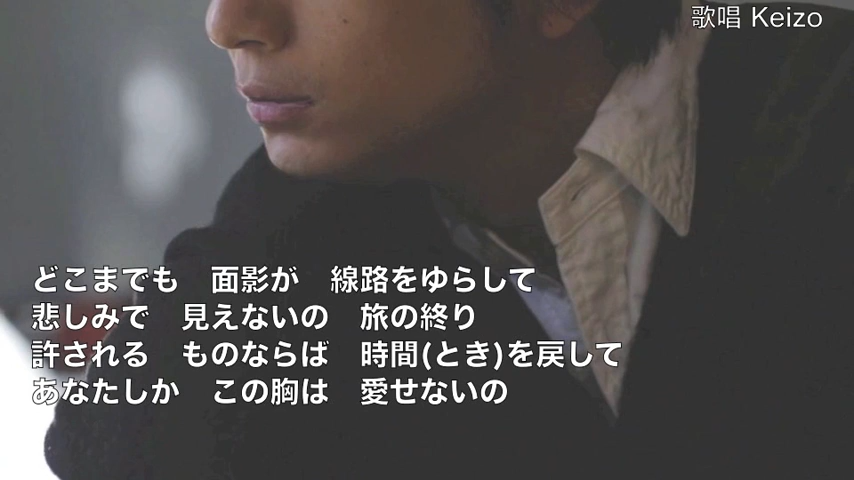 歌唱 Keizo
どこまでも　面影が　線路をゆらして
悲しみで　見えないの　旅の終り
許される　ものならば　時間(とき)を戻して
あなたしか　この胸は　愛せないの